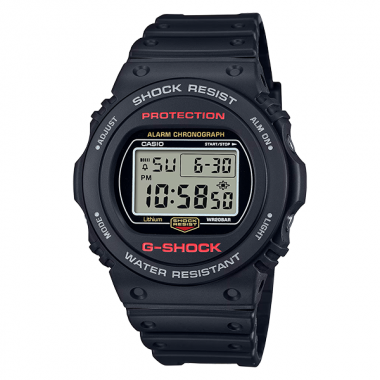 SHOCK RESIST
ADJUST
ALM ON
PROTECTION
ALARM CHRONOGRAPH
CASIO
START/STOP
SU 6-30
PM
10:58 50
Lithium
SHOCK RESIST
WR20BAR
MODE
LIGHT
G-SHOCK
WATER RESISTANT